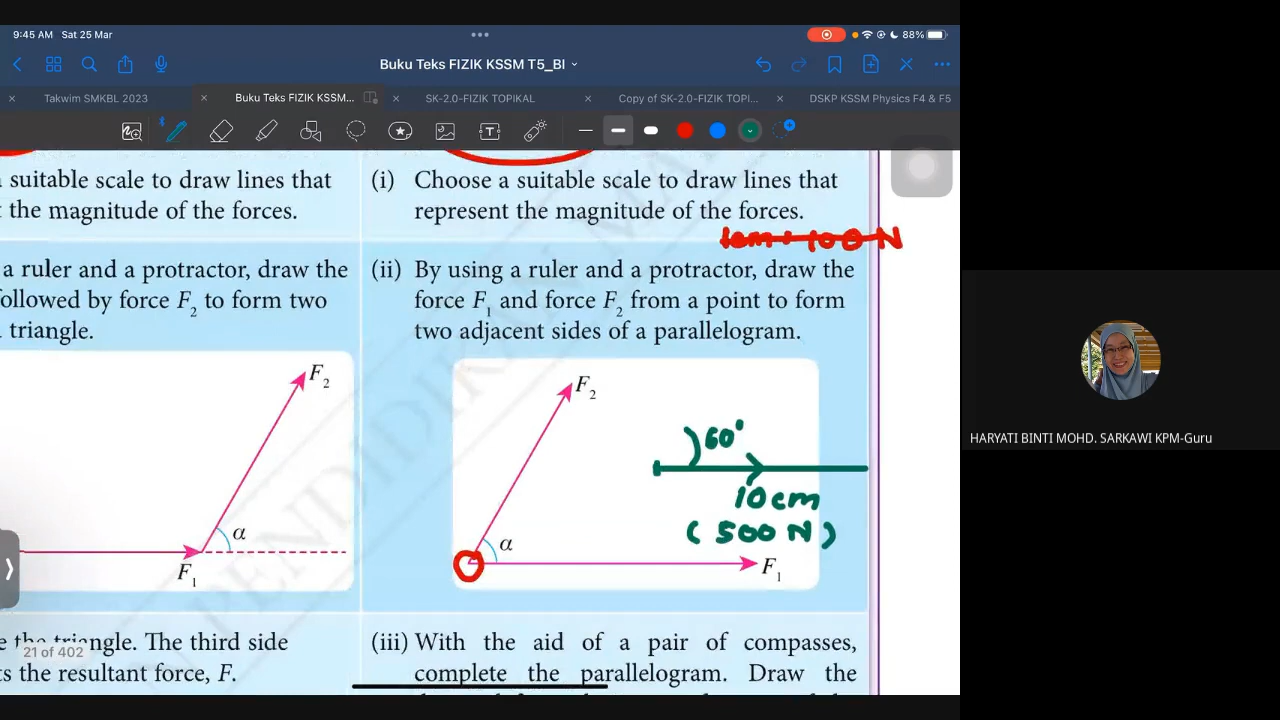 9:45 AM Sat 25 Mar
88%
Buku Teks FIZIK KSSM T5_BI
Takwim SMKBL 2023
Buku Teks FIZIK KSSM...
SK-2.0-FIZIK TOPIKAL
Copy of SK-2.0-FIZIK TOPI...
DSKP KSSM Physics F4 & F5
a suitable scale to draw lines that
the magnitude of the forces.
(i) Choose a suitable scale to draw lines that
represent the magnitude of the forces.
1cm : 100 N
a ruler and a protractor, draw the
followed by force F2 to form two
triangle.
(ii) By using a ruler and a protractor, draw the
force F1 and force F2 from a point to form
two adjacent sides of a parallelogram.
F2
α
F1
F2
α
F1
60°
10cm
(500 N)
the triangle. The third side
the resultant force, F.
21 of 402
(iii) With the aid of a pair of compasses,
complete the parallelogram. Draw the
HARYATI BINTI MOHD. SARKAWI KPM-Guru